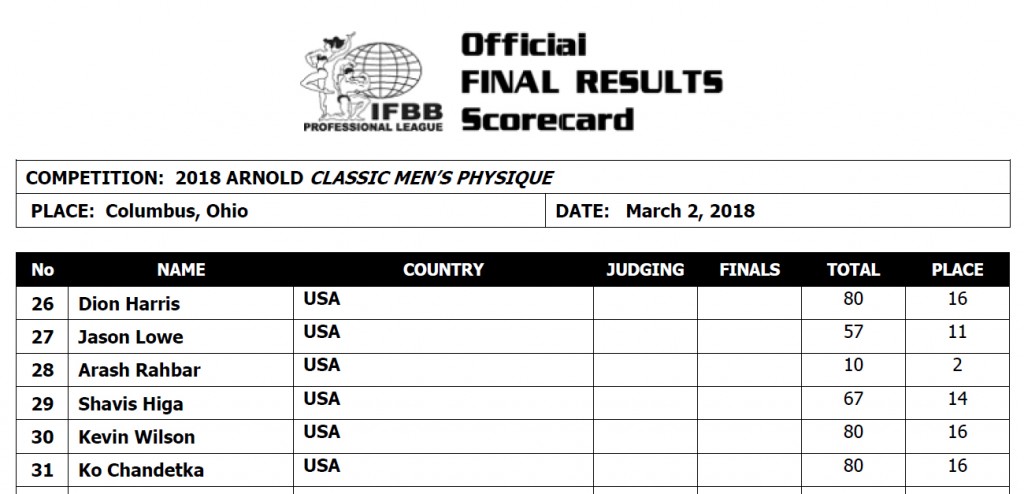 Official
FINAL RESULTS
Scorecard
IFBB
PROFESSIONAL LEAGUE
COMPETITION: 2018 ARNOLD CLASSIC MEN'S PHYSIQUE
PLACE: Columbus, Ohio DATE: March 2, 2018
No NAME COUNTRY JUDGING FINALS TOTAL PLACE
26 Dion Harris USA 80 16
27 Jason Lowe USA 57 11
28 Arash Rahbar USA 10 2
29 Shavis Higa USA 67 14
30 Kevin Wilson USA 80 16
31 Ko Chandetka USA 80 16